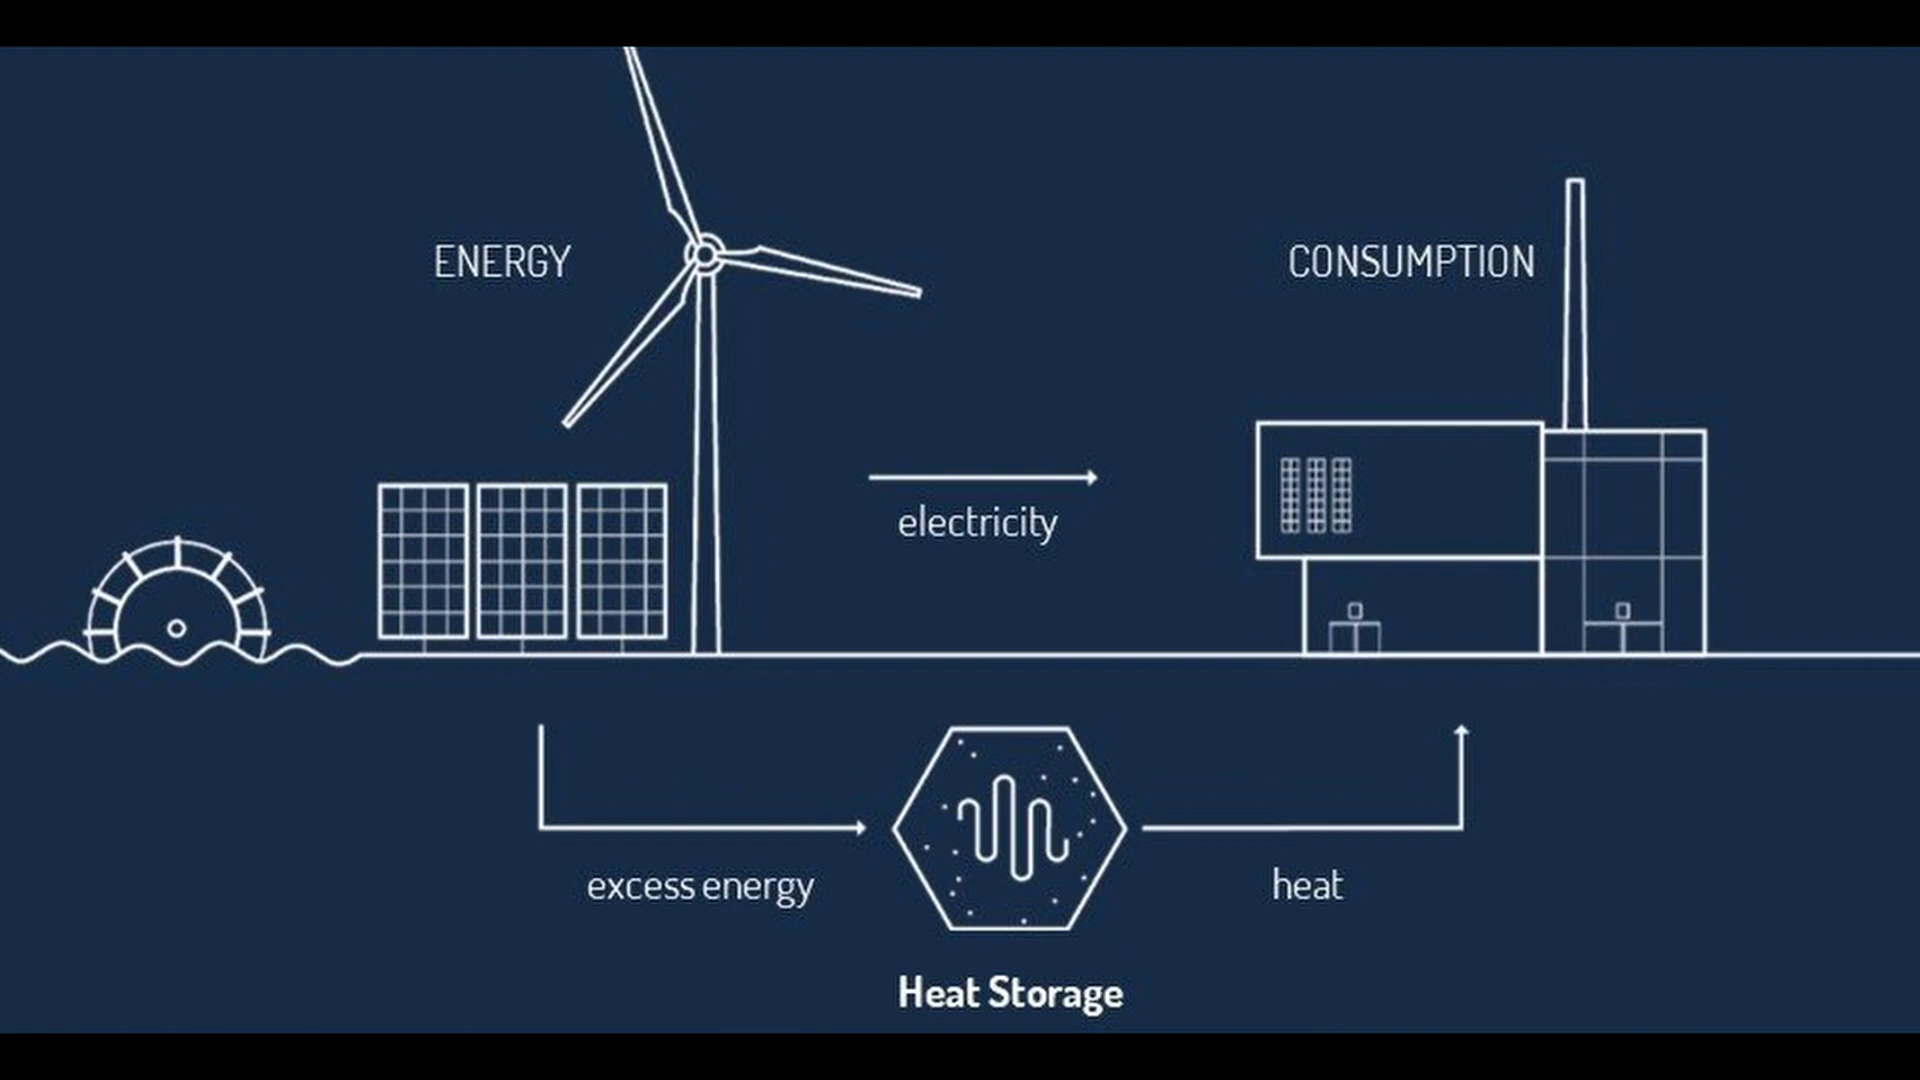 ENERGY
CONSUMPTION
electricity
excess energy
heat
Heat Storage